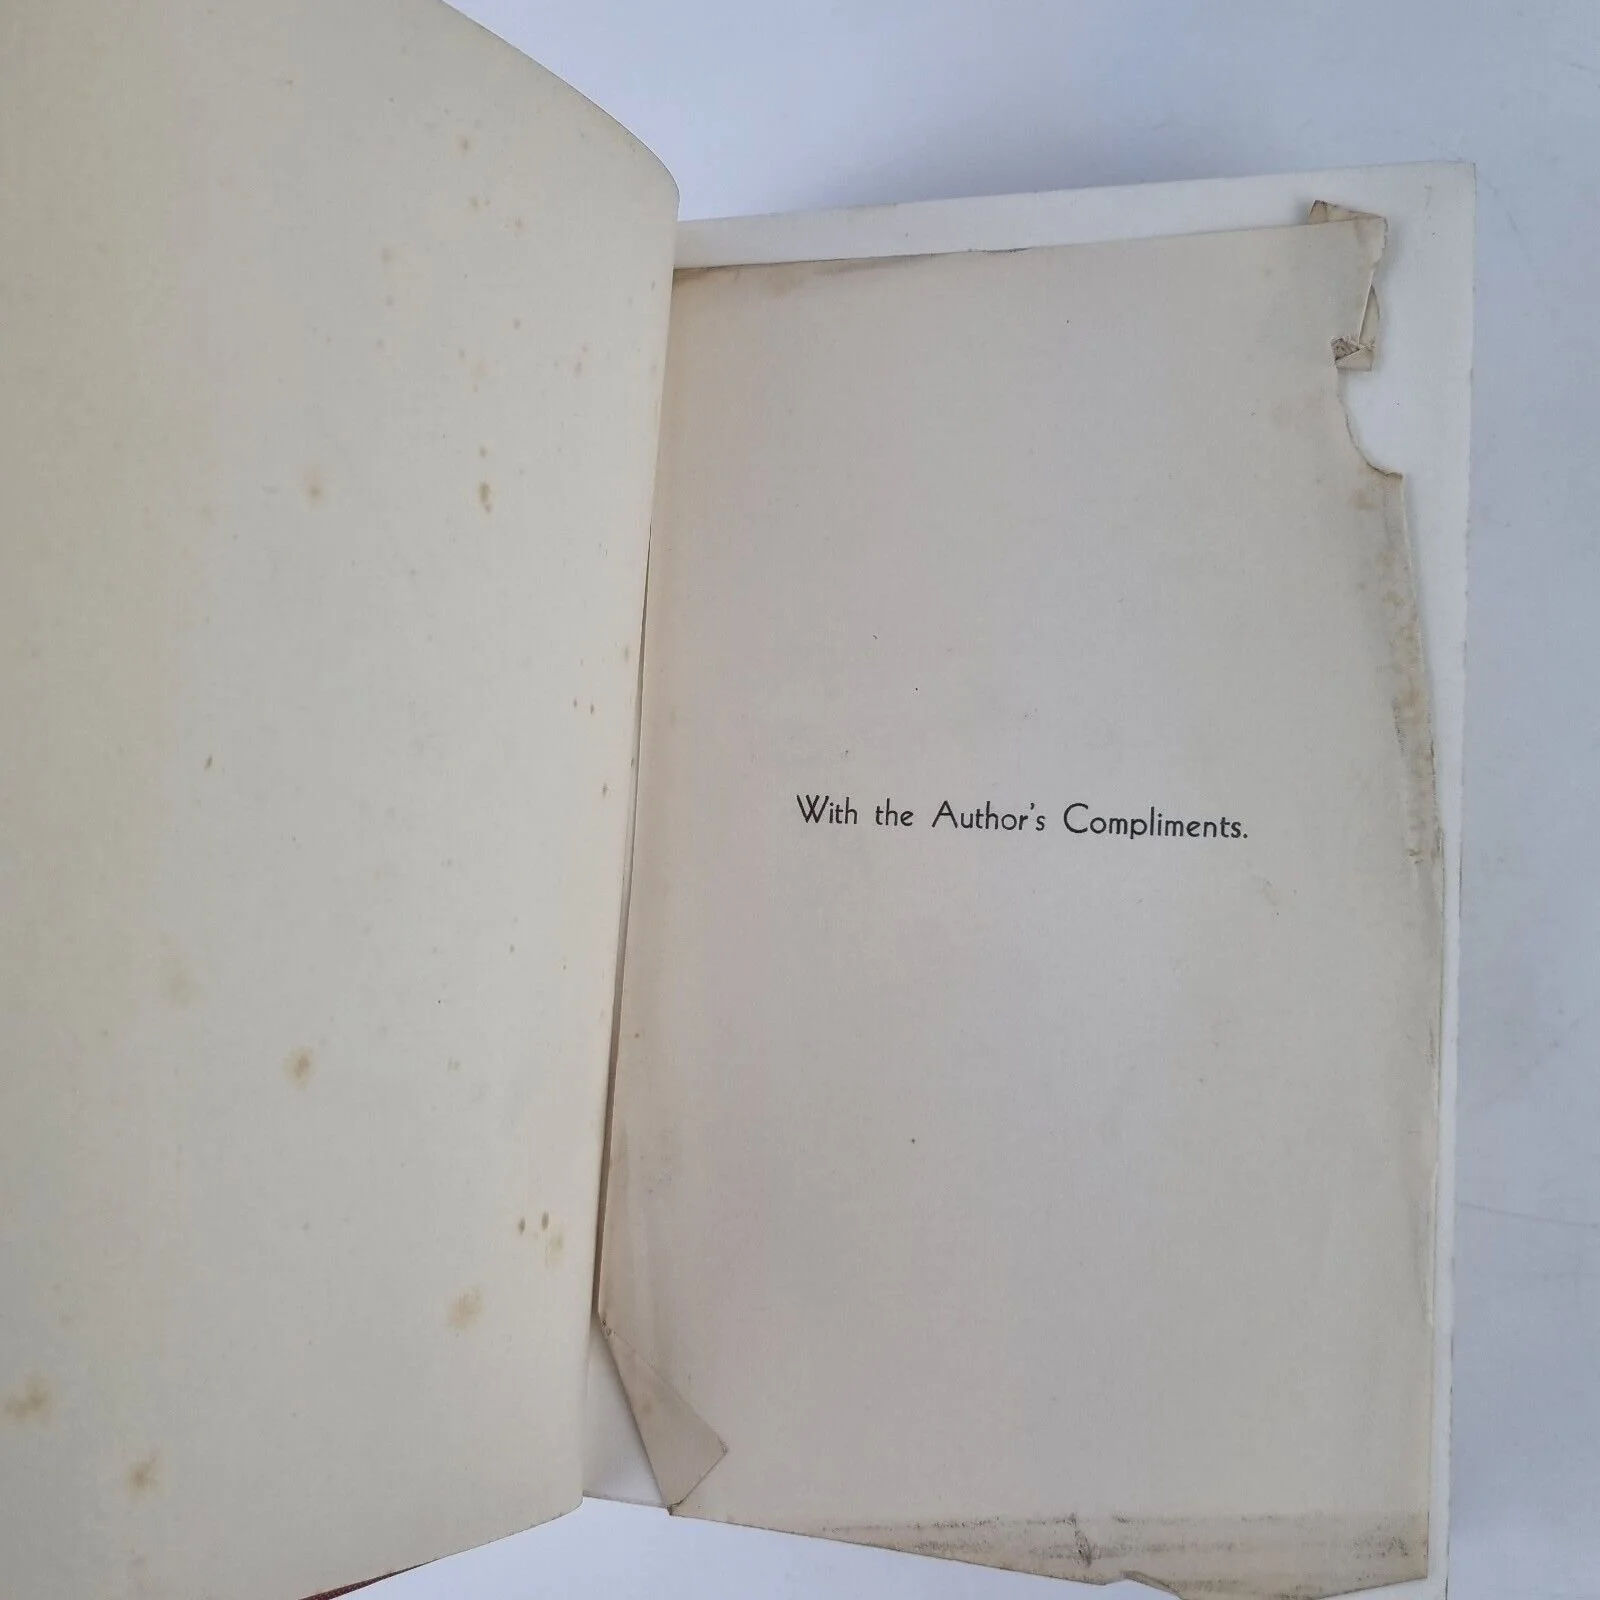 With the Author's Compliments.